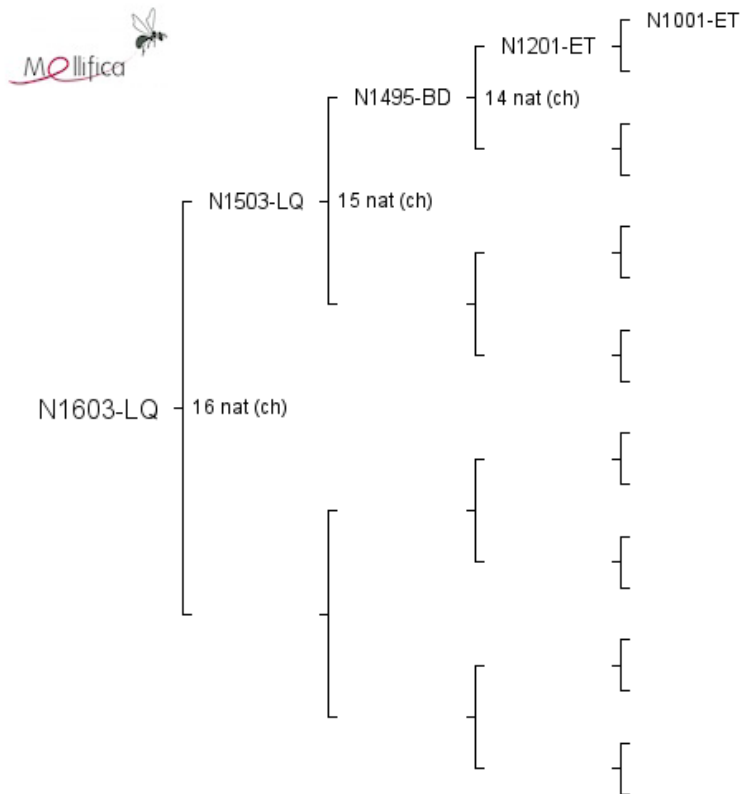 Mellifica
N1001-ET
N1201-ET
N1495-BD
14 nat (ch)
N1503-LQ
15 nat (ch)
N1603-LQ
16 nat (ch)